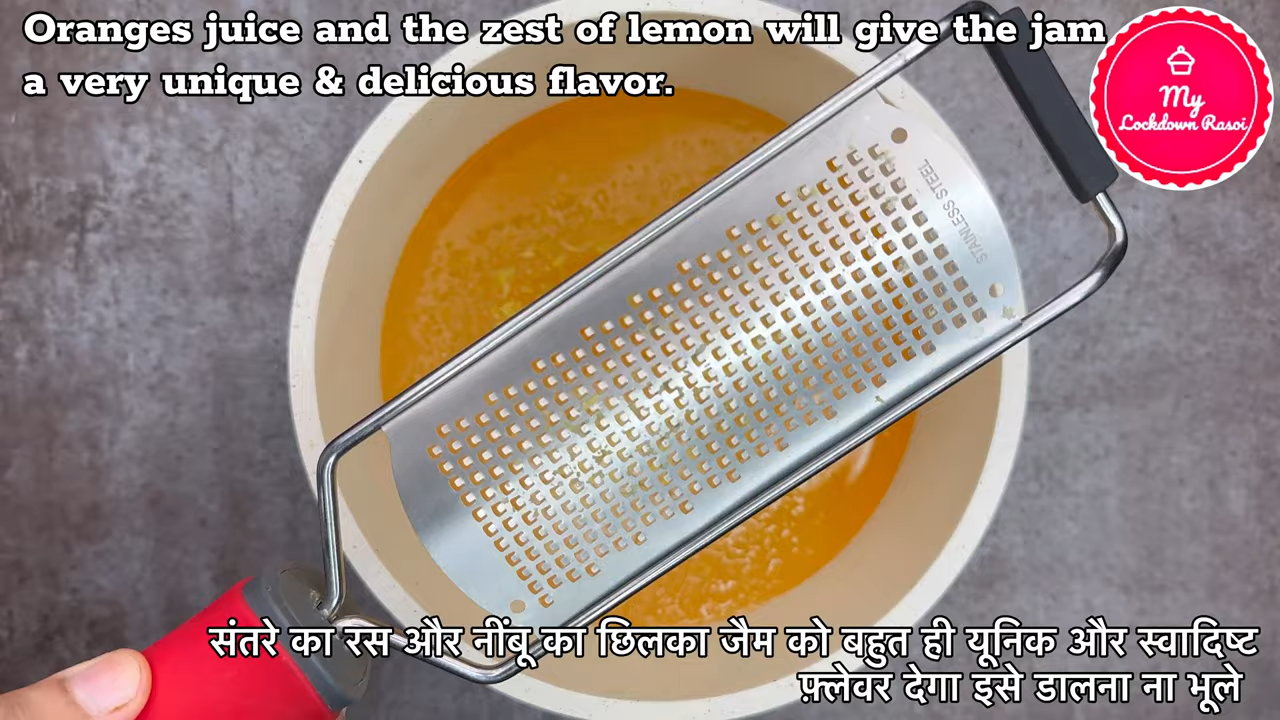 Oranges juice and the zest of lemon will give the jam
a very unique & delicious flavor.
My
Lockdown Rasoi
STAINLESS STEEL
संतरे का रस और नींबू का छिलका जैम को बहुत ही यूनिक और स्वादिष्ट
फ़्लेवर देगा इसे डालना ना भूले